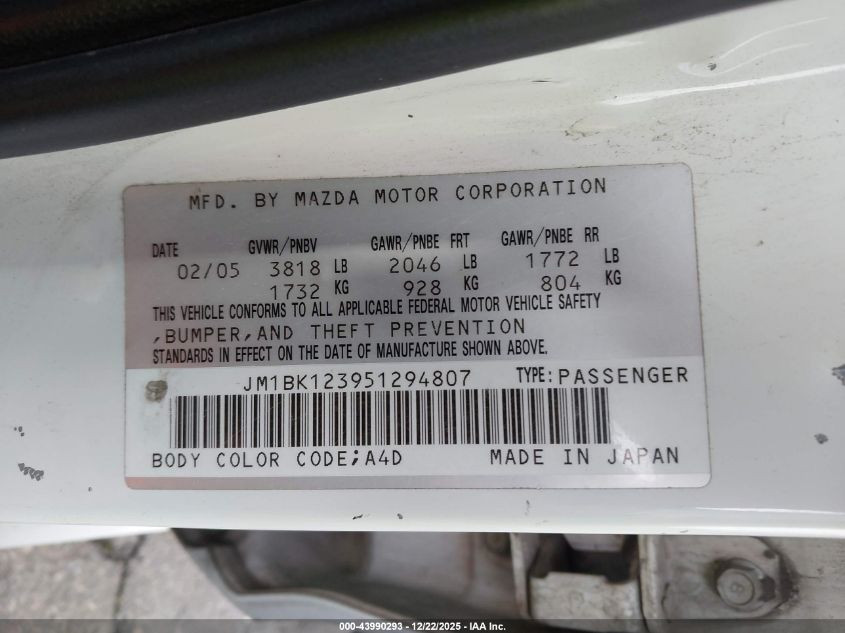 MFD. BY MAZDA MOTOR CORPORATION
DATE GVWR/PNBV GAWR/PNBE FRT GAWR/PNBE RR
02/05 3818 LB 2046 LB 1772 LB
1732 KG 928 KG 804 KG
THIS VEHICLE CONFORMS TO ALL APPLICABLE FEDERAL MOTOR VEHICLE SAFETY
,BUMPER,AND THEFT PREVENTION
STANDARDS IN EFFECT ON THE DATE OF MANUFACTURE SHOWN ABOVE.
JM1BK123951294807 TYPE:PASSENGER
BODY COLOR CODE;A4D MADE IN JAPAN
000-43990293 - 12/22/2025 - IAA Inc.